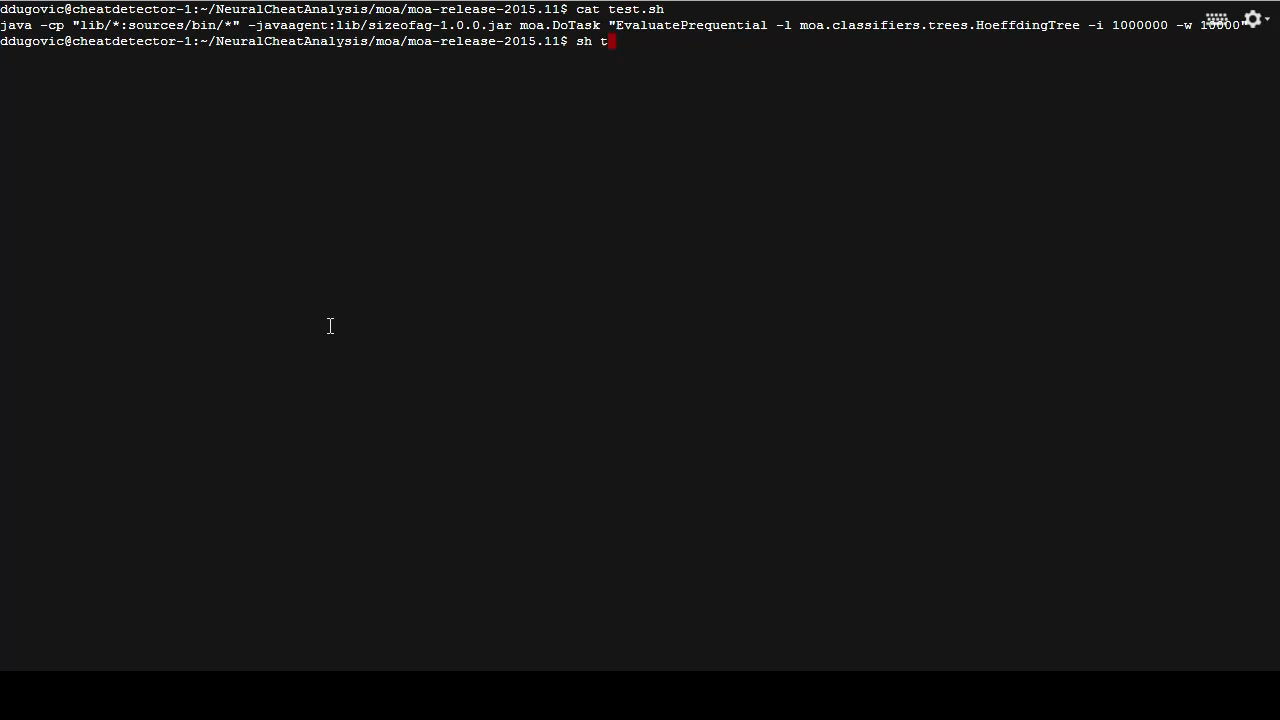 ddugovic@cheatdetector-1:~/NeuralCheatAnalysis/moa/moa-release-2015.11$ cat test.sh
java -cp "lib/*:sources/bin/*" -javaagent:lib/sizeofag-1.0.0.jar moa.DoTask "EvaluatePrequential -l moa.classifiers.trees.HoeffdingTree -i 1000000 -w 10000"
ddugovic@cheatdetector-1:~/NeuralCheatAnalysis/moa/moa-release-2015.11$ sh t